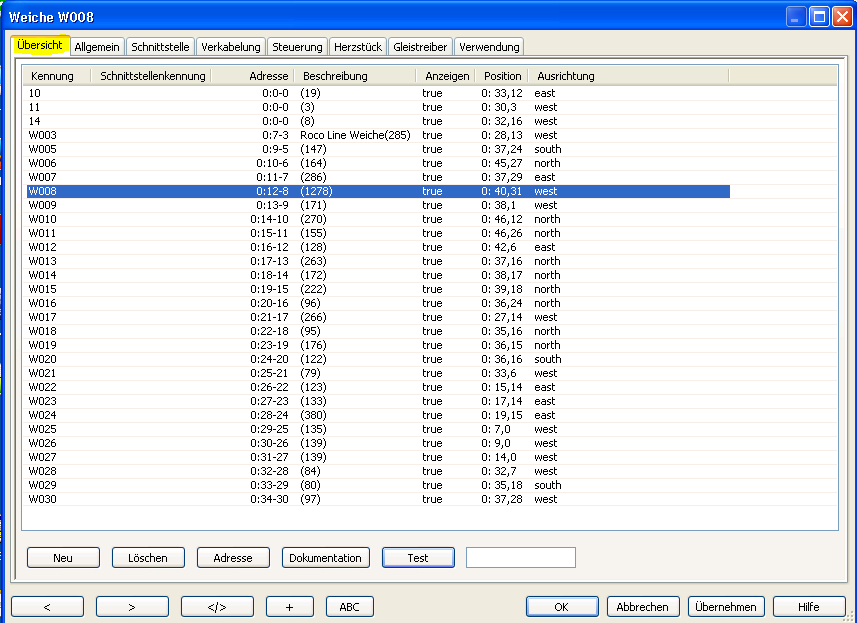 Weiche W008
Übersicht Allgemein Schnittstelle Verkabelung Steuerung Herzstück Gleistreiber Verwendung
Kennung Schnittstellenkennung Adresse Beschreibung Anzeigen Position Ausrichtung
10 0:0-0 (19) true 0: 33,12 east
11 0:0-0 (3) true 0: 30,3 west
14 0:0-0 (8) true 0: 32,16 west
W003 0:7-3 Roco Line Weiche(285) true 0: 28,13 west
W005 0:9-5 (147) true 0: 37,24 south
W006 0:10-6 (164) true 0: 45,27 north
W007 0:11-7 (286) true 0: 37,29 east
W008 0:12-8 (1278) true 0: 40,31 west
W009 0:13-9 (171) true 0: 38,1 west
W010 0:14-10 (270) true 0: 46,12 north
W011 0:15-11 (155) true 0: 46,26 north
W012 0:16-12 (128) true 0: 42,6 east
W013 0:17-13 (263) true 0: 37,16 north
W014 0:18-14 (172) true 0: 38,17 north
W015 0:19-15 (222) true 0: 39,18 north
W016 0:20-16 (96) true 0: 36,24 north
W017 0:21-17 (266) true 0: 27,14 west
W018 0:22-18 (95) true 0: 35,16 north
W019 0:23-19 (176) true 0: 36,15 north
W020 0:24-20 (122) true 0: 36,16 south
W021 0:25-21 (79) true 0: 33,6 west
W022 0:26-22 (123) true 0: 15,14 east
W023 0:27-23 (133) true 0: 17,14 east
W024 0:28-24 (380) true 0: 19,15 east
W025 0:29-25 (135) true 0: 7,0 west
W026 0:30-26 (139) true 0: 9,0 west
W027 0:31-27 (139) true 0: 14,0 west
W028 0:32-28 (84) true 0: 32,7 west
W029 0:33-29 (80) true 0: 35,18 south
W030 0:34-30 (97) true 0: 37,28 west
Neu Löschen Adresse Dokumentation Test
< > </> + ABC OK Abbrechen Übernehmen Hilfe